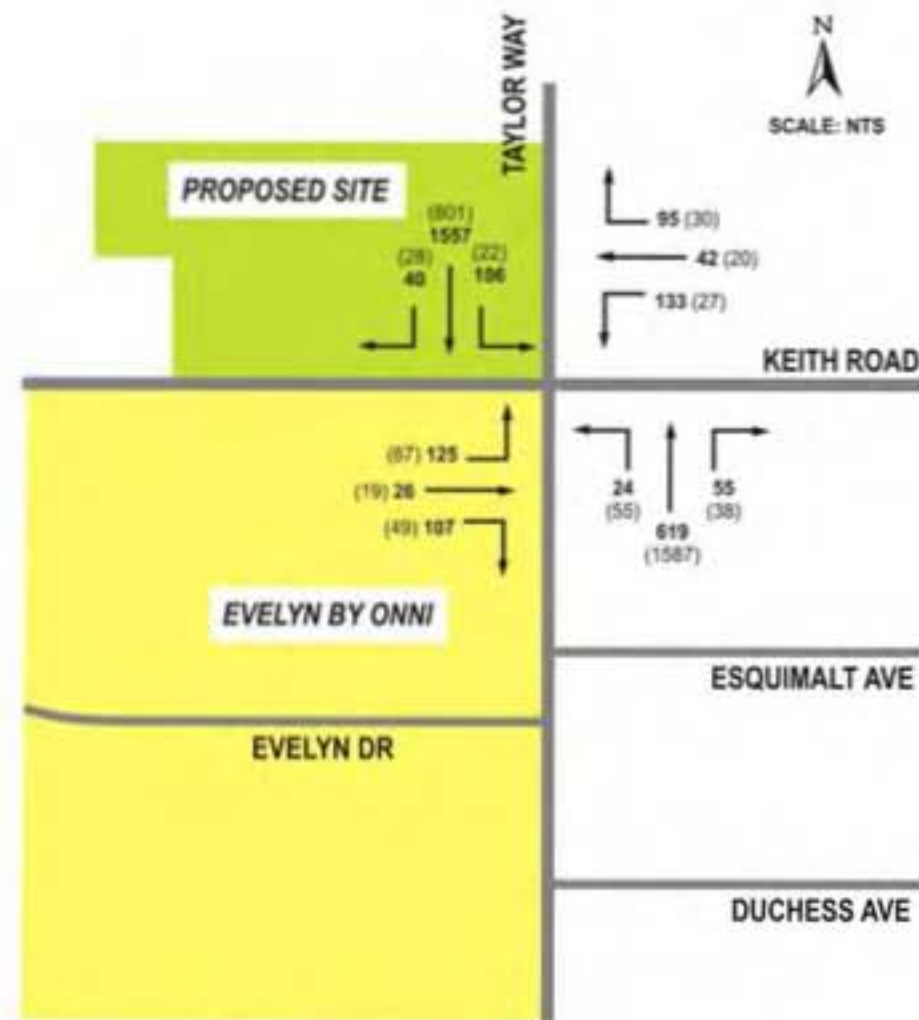 TAYLOR WAY
N
SCALE: NTS
PROPOSED SITE
(801)
1557
(28)
40
(22)
106
95 (30)
42 (20)
133 (27)
KEITH ROAD
(67) 125
(19) 26
(49) 107
24
(55)
619
(1587)
55
(38)
EVELYN BY ONNI
ESQUIMALT AVE
EVELYN DR
DUCHESS AVE